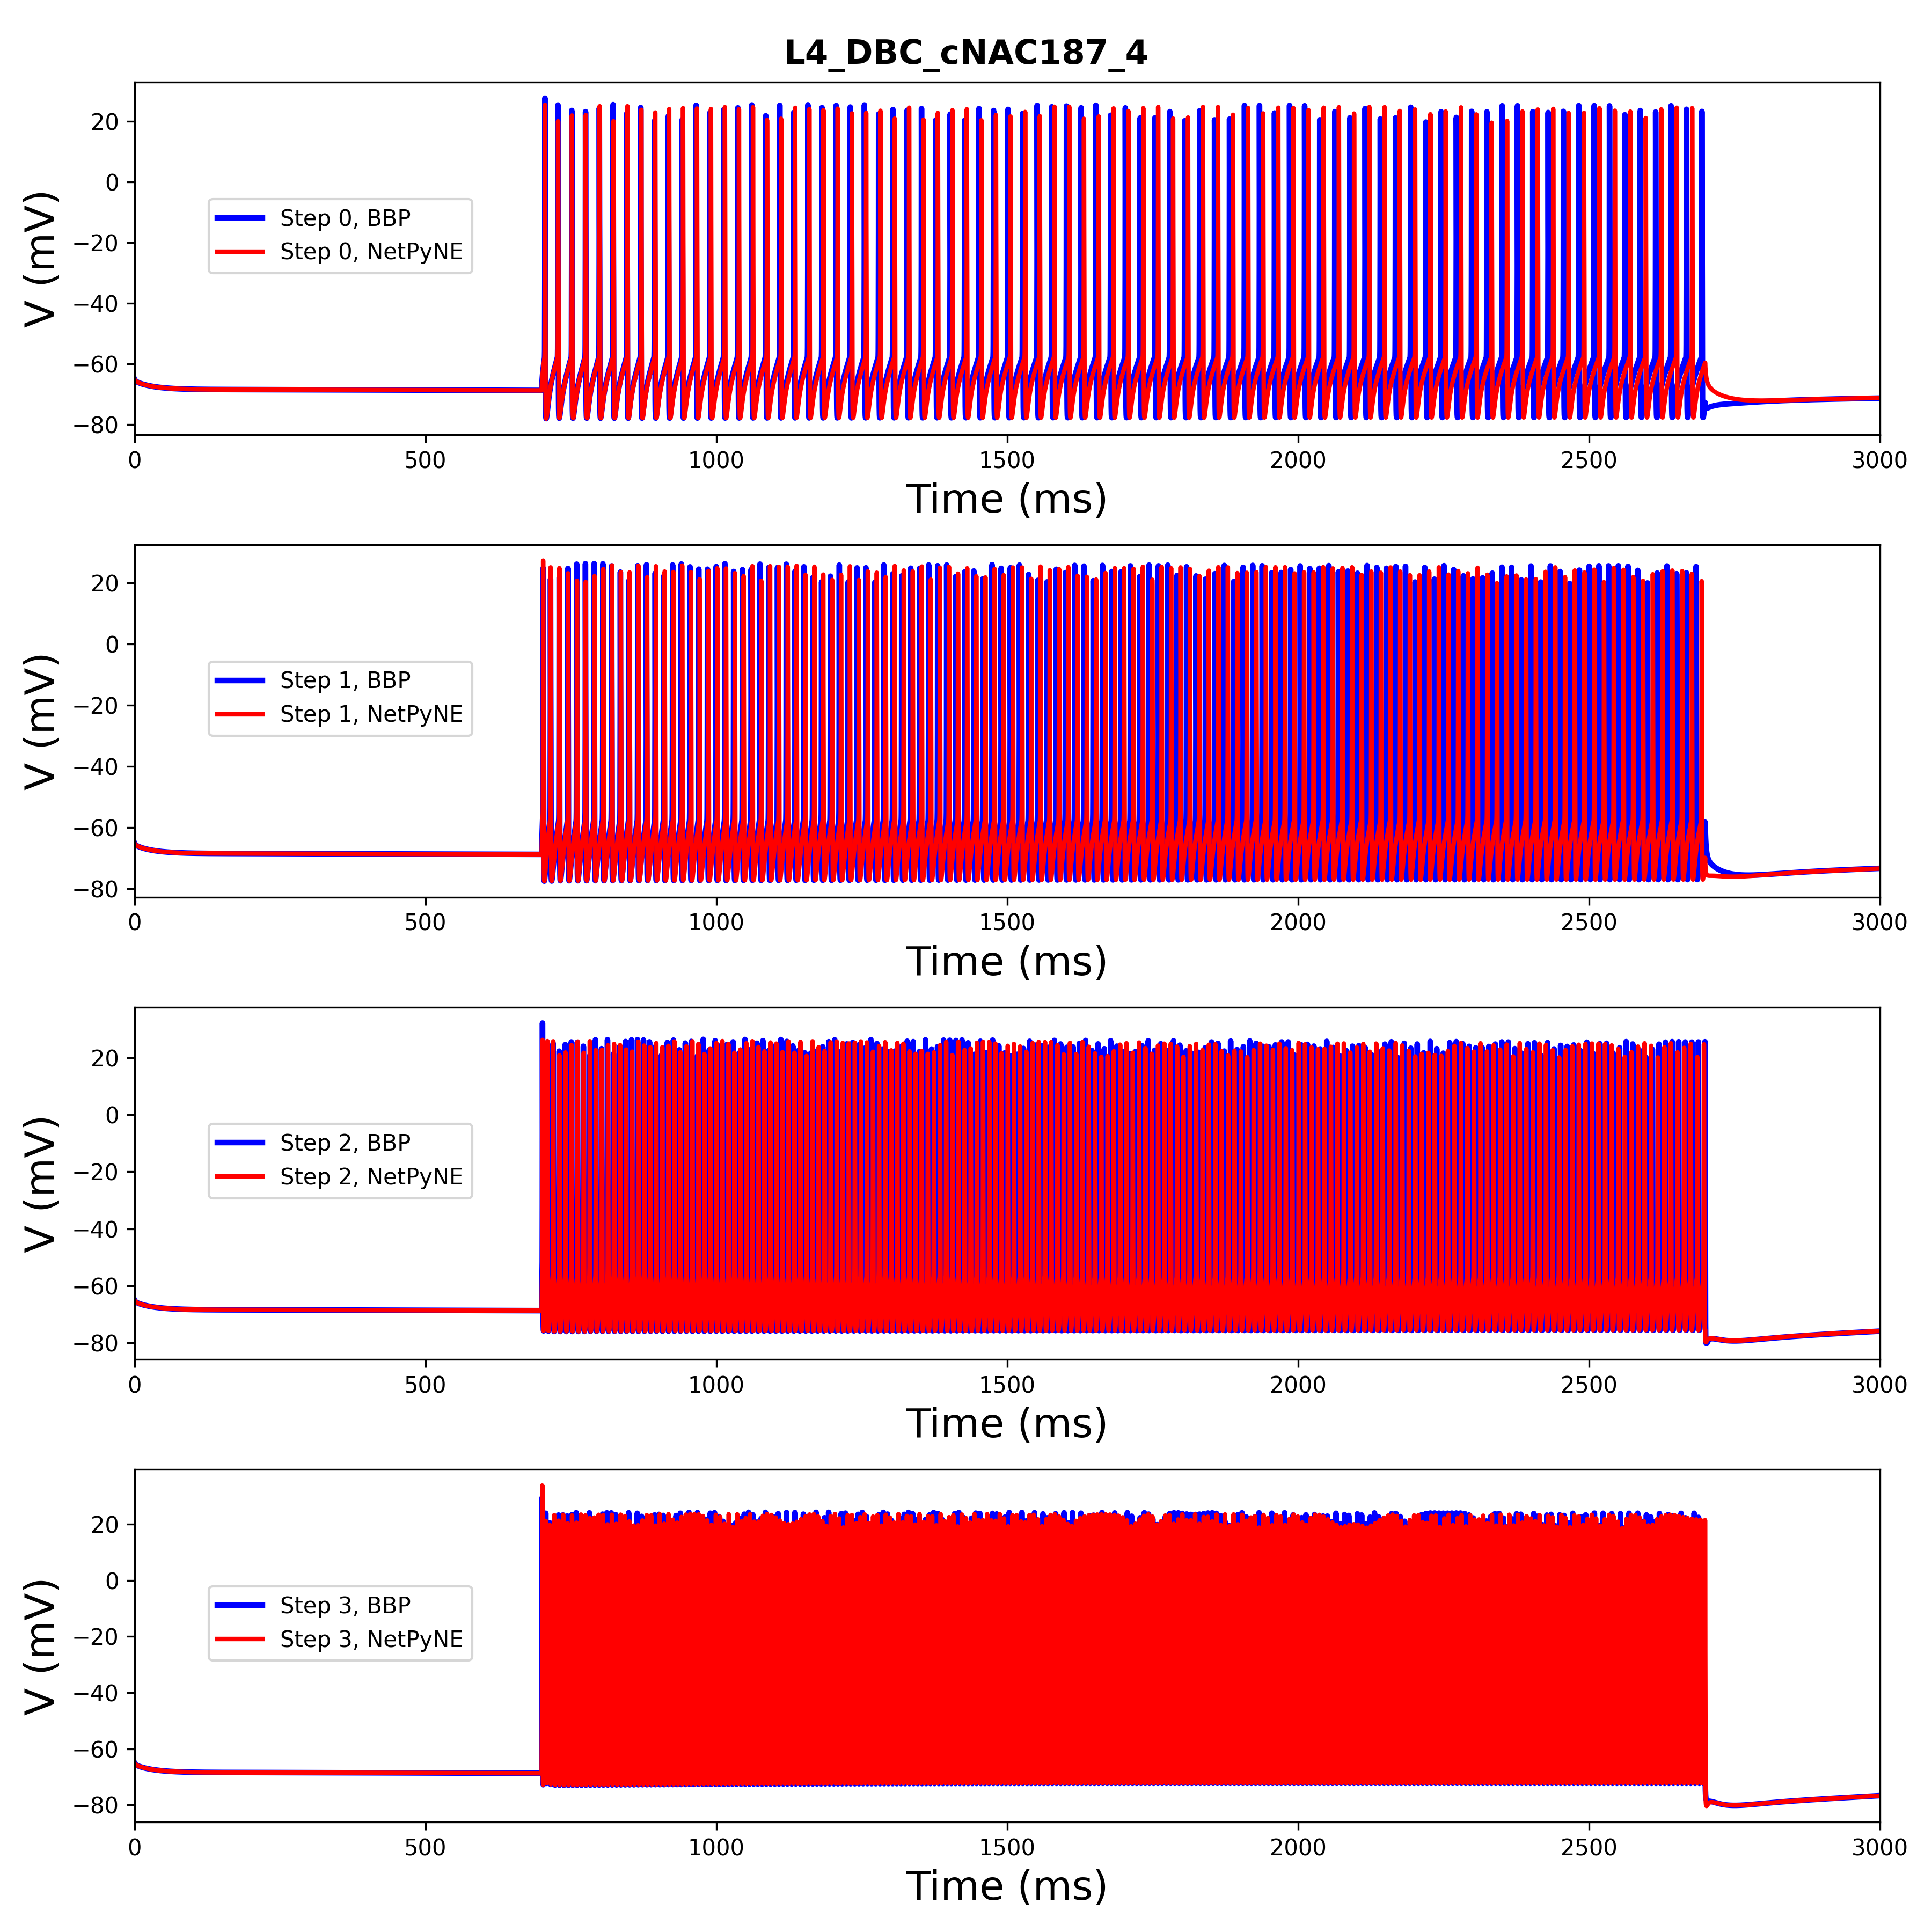 L4_DBC_cNAC187_4
20
0
−20
−40
−60
−80
V (mV)
Step 0, BBP
Step 0, NetPyNE
0 500 1000 1500 2000 2500 3000
Time (ms)
20
0
−20
−40
−60
−80
V (mV)
Step 1, BBP
Step 1, NetPyNE
0 500 1000 1500 2000 2500 3000
Time (ms)
20
0
−20
−40
−60
−80
V (mV)
Step 2, BBP
Step 2, NetPyNE
0 500 1000 1500 2000 2500 3000
Time (ms)
20
0
−20
−40
−60
−80
V (mV)
Step 3, BBP
Step 3, NetPyNE
0 500 1000 1500 2000 2500 3000
Time (ms)